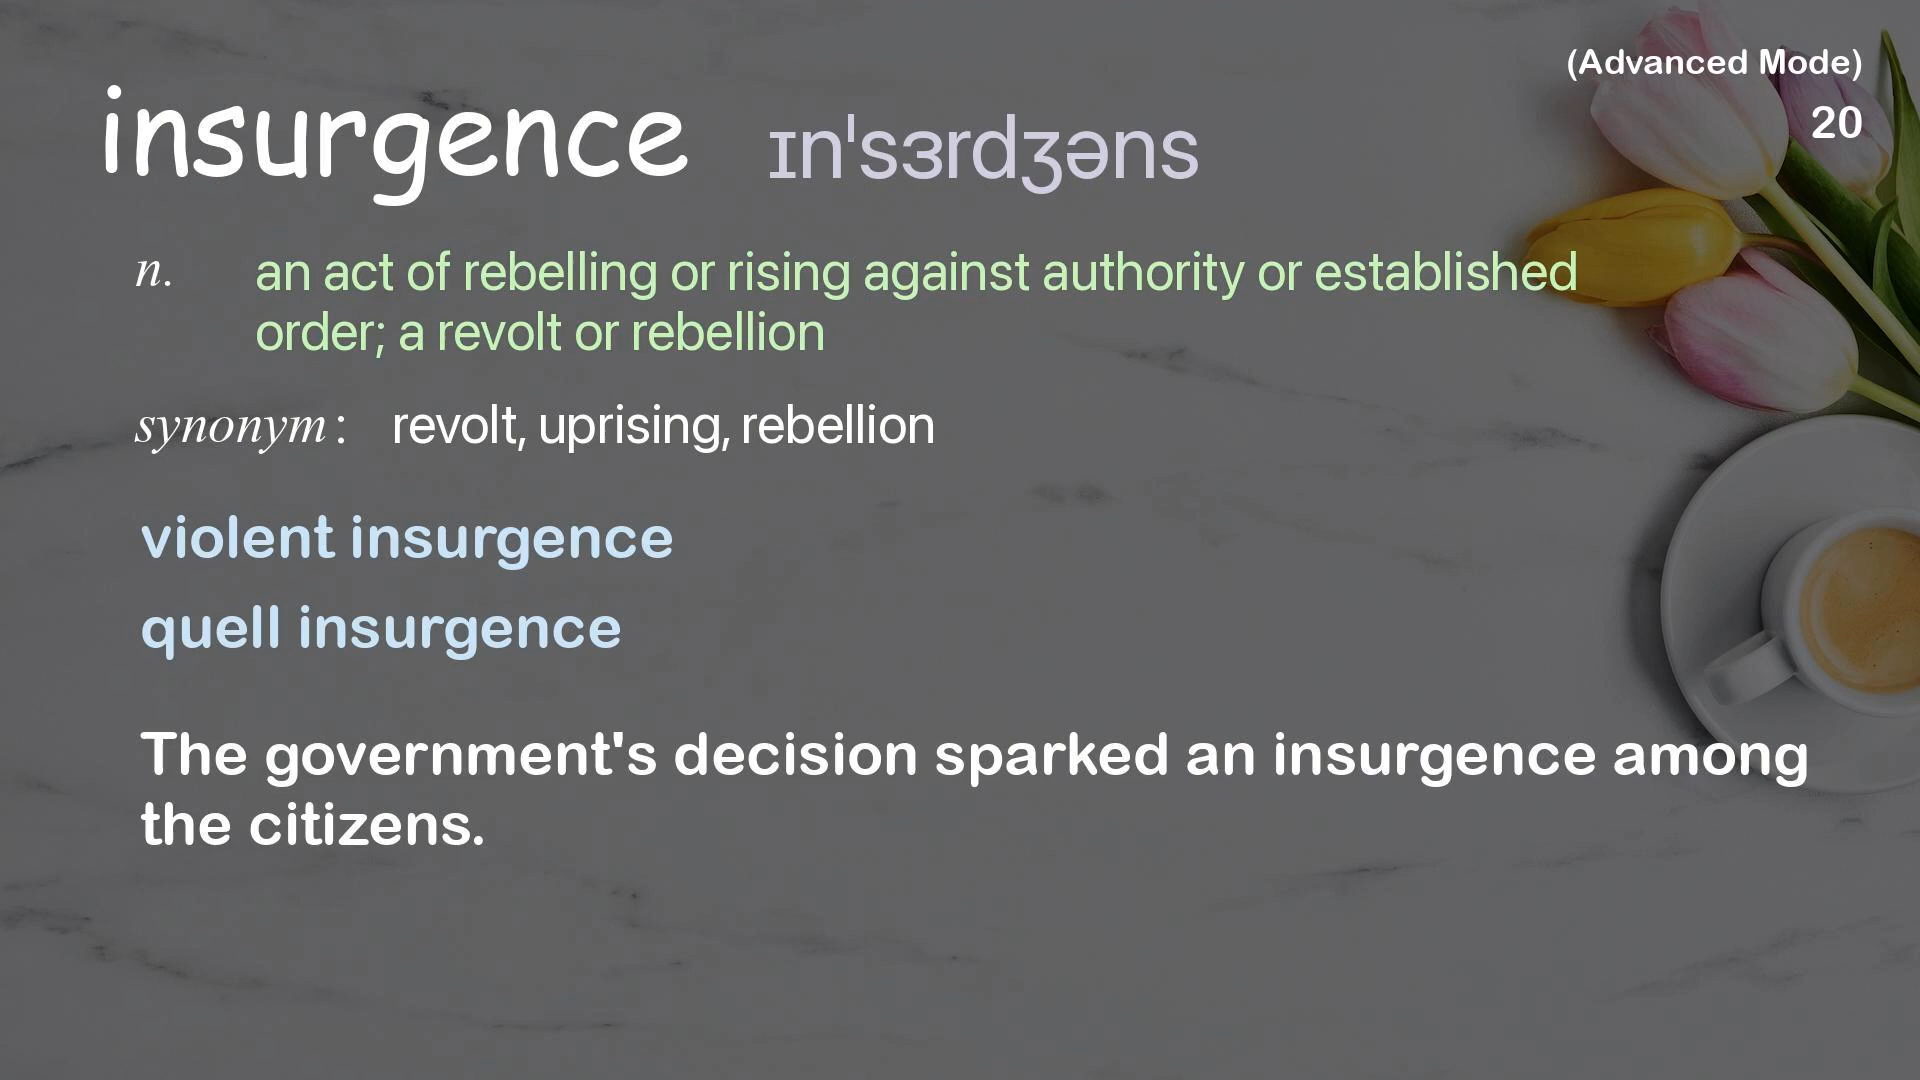 (Advanced Mode)
20
insurgence ɪn'sɜrdʒəns
n. an act of rebelling or rising against authority or established
order; a revolt or rebellion
synonym: revolt, uprising, rebellion
violent insurgence
quell insurgence
The government's decision sparked an insurgence among
the citizens.